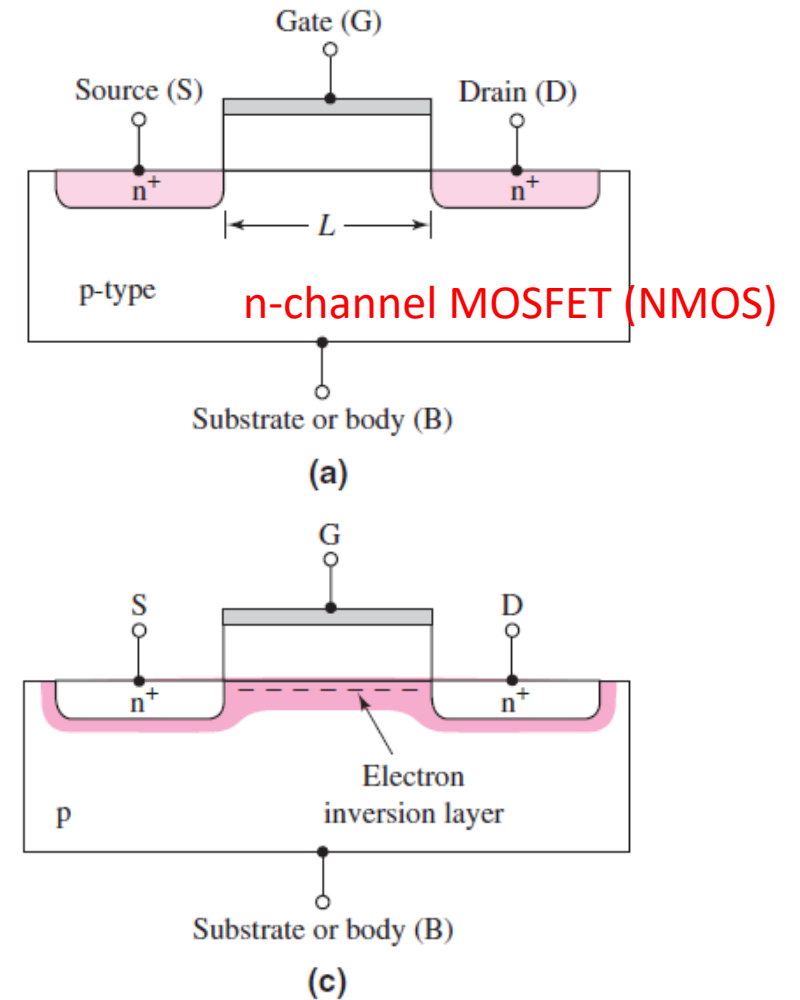 Gate (G)
Source (S)
Drain (D)
n+
n+
L
p-type
n-channel MOSFET (NMOS)
Substrate or body (B)
(a)
G
S
D
n+
n+
Electron
inversion layer
p
Substrate or body (B)
(c)